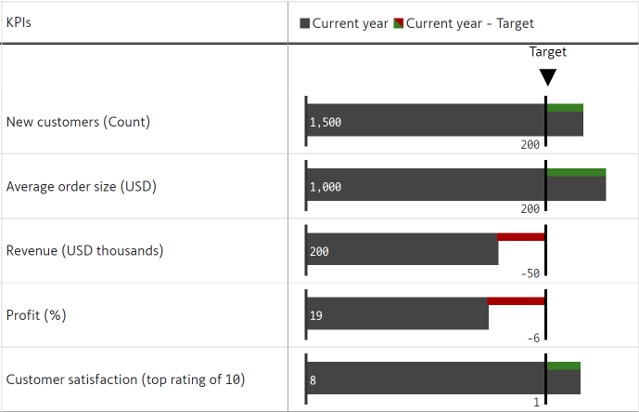 KPIs
Current year Current year - Target
Target
New customers (Count) 1,500
200
Average order size (USD) 1,000
200
Revenue (USD thousands) 200
-50
Profit (%) 19
-6
Customer satisfaction (top rating of 10) 8
1